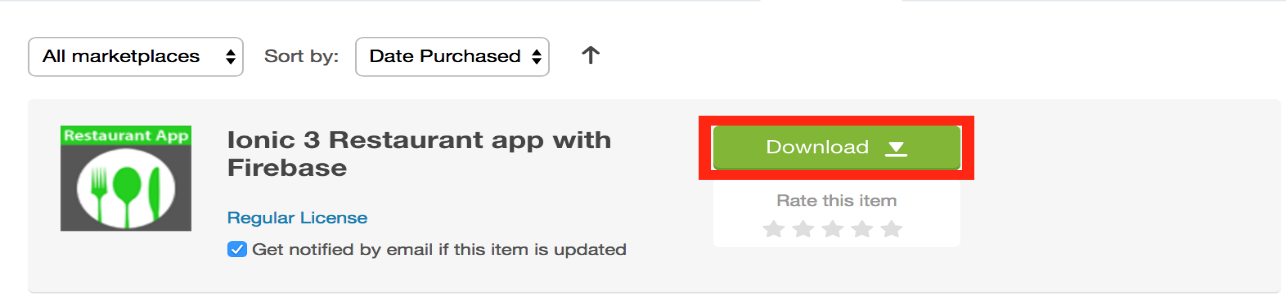 All marketplaces Sort by: Date Purchased
Restaurant App
Ionic 3 Restaurant app with
Firebase
Regular License
Get notified by email if this item is updated
Download
Rate this item